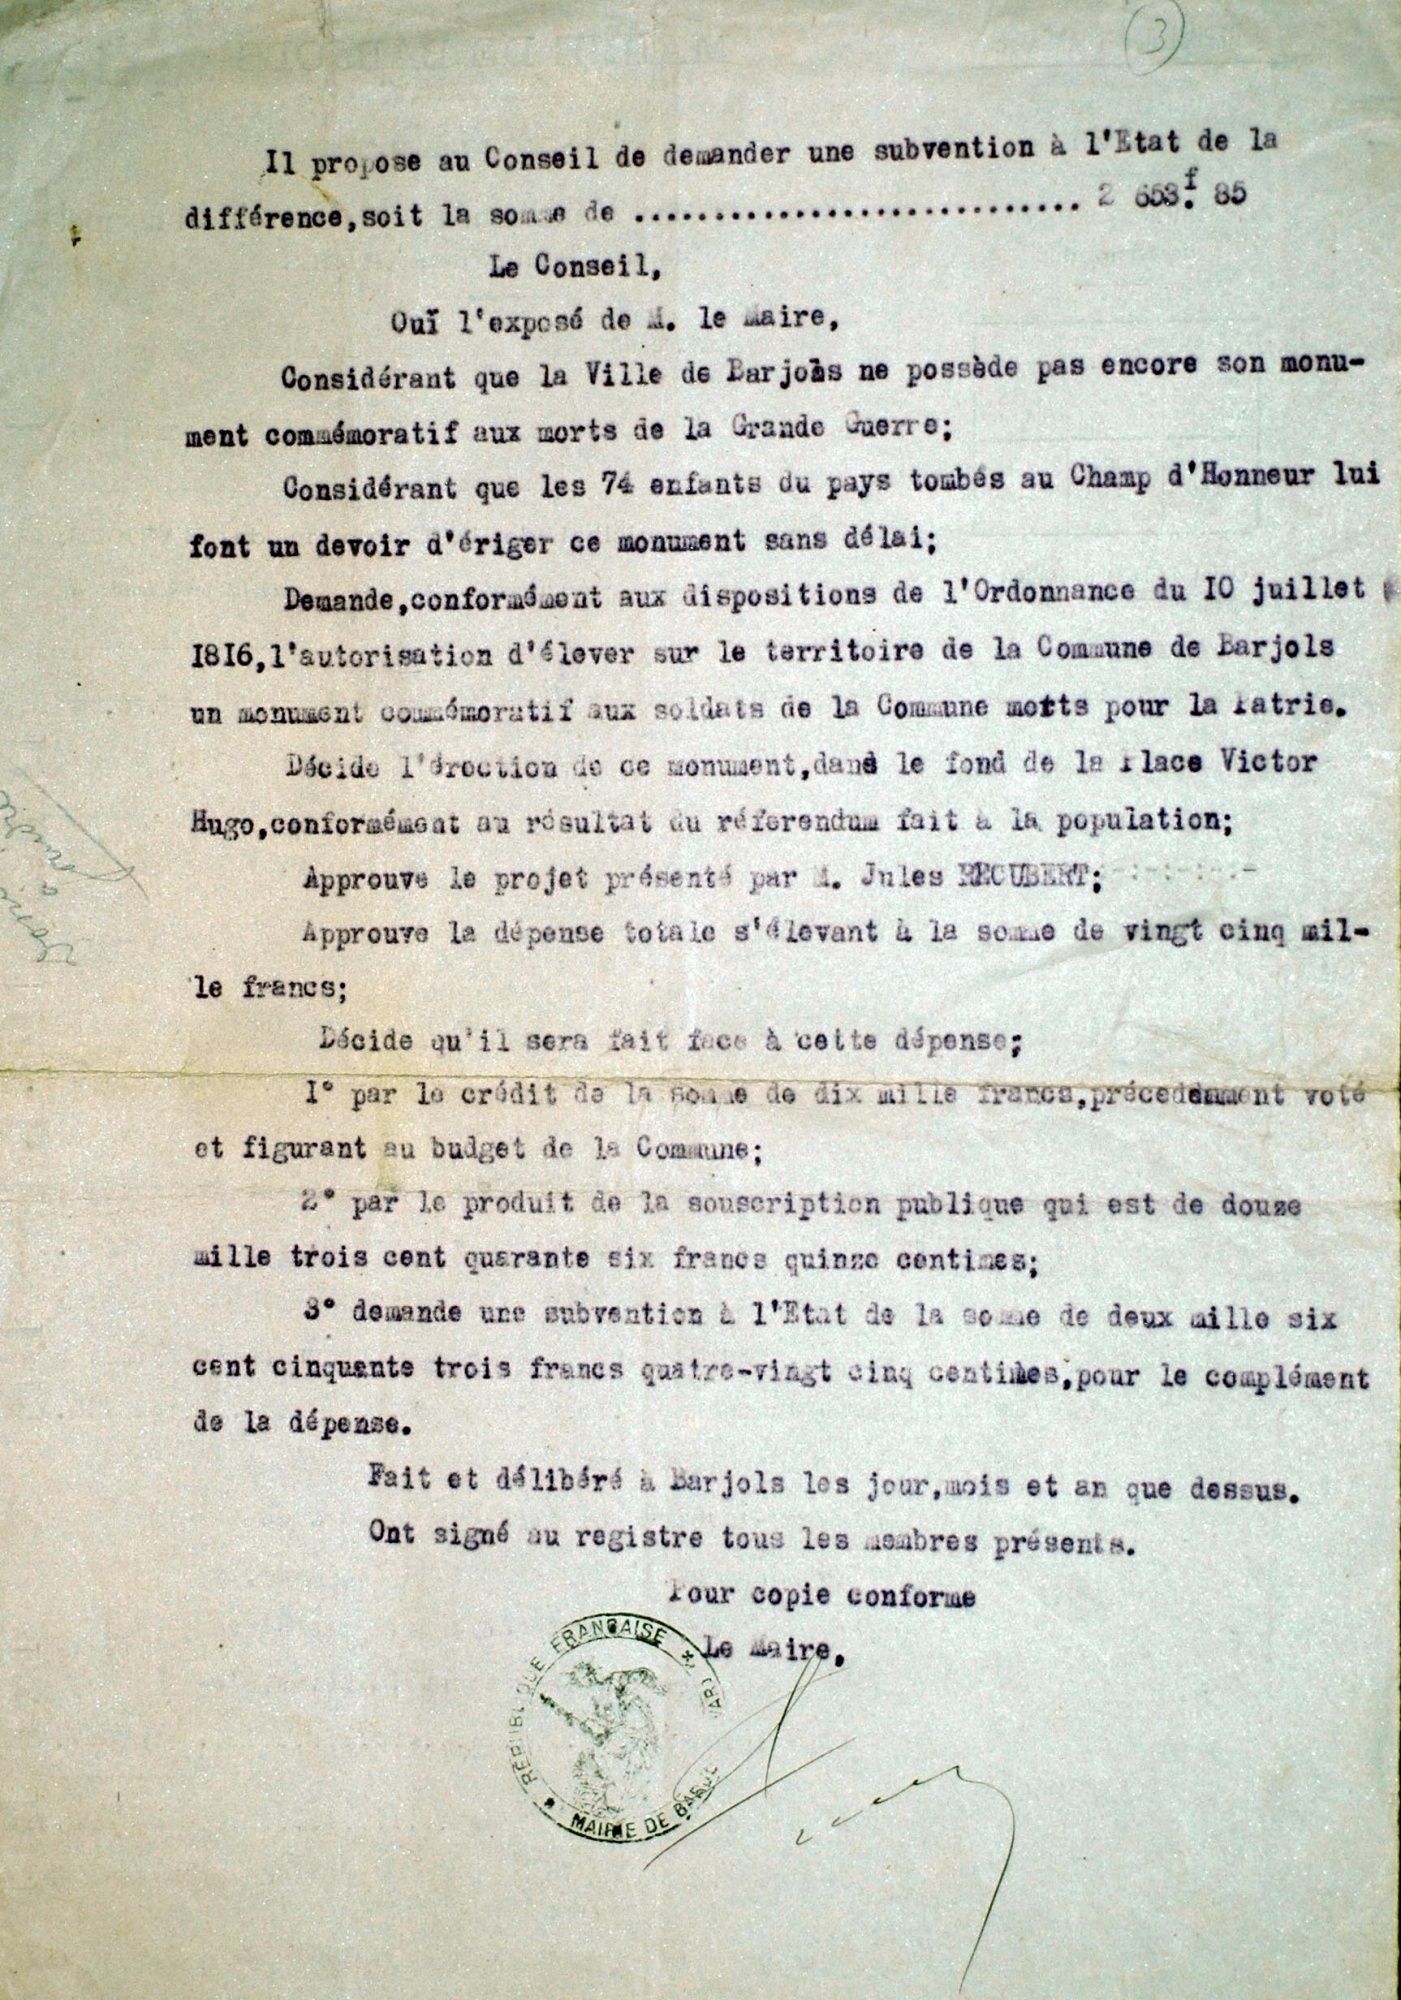 3
Il propose au Conseil de demander une subvention à l'Etat de la
différence,soit la somme de ............................ 2 653f. 85
Le Conseil,
Ouï l'exposé de M. le Maire,
Considérant que la Ville de Barjols ne possède pas encore son monu-
ment commémoratif aux morts de la Grande Guerre;
Considérant que les 74 enfants du pays tombés au Champ d'Honneur lui
font un devoir d'ériger ce monument sans délai;
Demande,conformément aux dispositions de l'Ordonnance du IO juillet
I8I6,l'autorisation d'élever sur le territoire de la Commune de Barjols
un monument commémoratif aux soldats de la Commune morts pour la Patrie.
Décide l'érection de ce monument,dans le fond de la Place Victor
Hugo,conformément au résultat du référendum fait à la population;
Approuve le projet présenté par M. Jules RECUBERT;-:-:-:-:-
Approuve la dépense totale s'élevant à la somme de vingt cinq mil-
le francs;
Décide qu'il sera fait face à cette dépense;
I° par le crédit de la somme de dix mille francs,précedemment voté
et figurant au budget de la Commune;
2° par le produit de la souscription publique qui est de douze
mille trois cent quarante six francs quinze centimes;
3° demande une subvention à l'Etat de la somme de deux mille six
cent cinquante trois francs quatre-vingt cinq centimes,pour le complément
de la dépense.
Fait et délibéré à Barjols les jour,mois et an que dessus.
Ont signé au registre tous les membres présents.
Pour copie conforme
Le Maire.
RÉPUBLIQUE FRANÇAISE
VAR
MAIRIE DE BARJOL